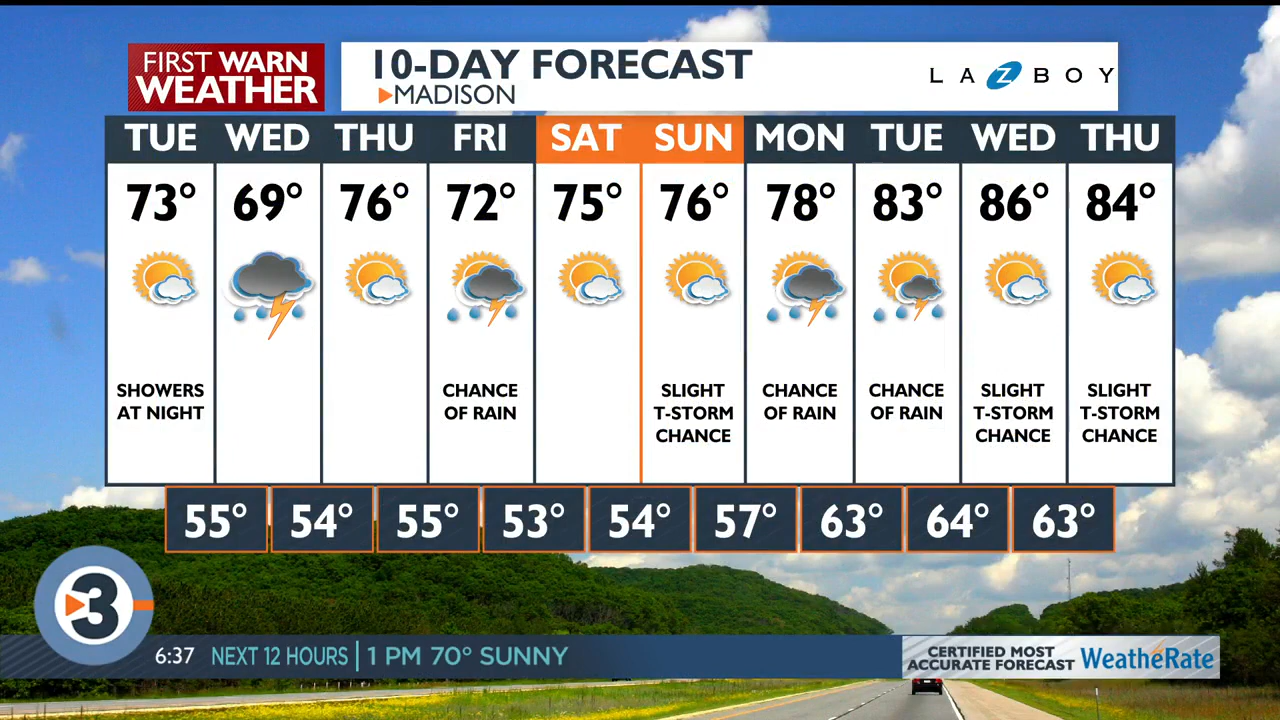 FIRST WARN
WEATHER
10-DAY FORECAST
MADISON
LA Z BOY
TUE WED THU FRI SAT SUN MON TUE WED THU
73° 69° 76° 72° 75° 76° 78° 83° 86° 84°
SHOWERS
AT NIGHT
CHANCE
OF RAIN
SLIGHT
T-STORM
CHANCE
CHANCE
OF RAIN
CHANCE
OF RAIN
SLIGHT
T-STORM
CHANCE
SLIGHT
T-STORM
CHANCE
55° 54° 55° 53° 54° 57° 63° 64° 63°
3
6:37 NEXT 12 HOURS | 1 PM 70° SUNNY
CERTIFIED MOST
ACCURATE FORECAST
WeatheRate